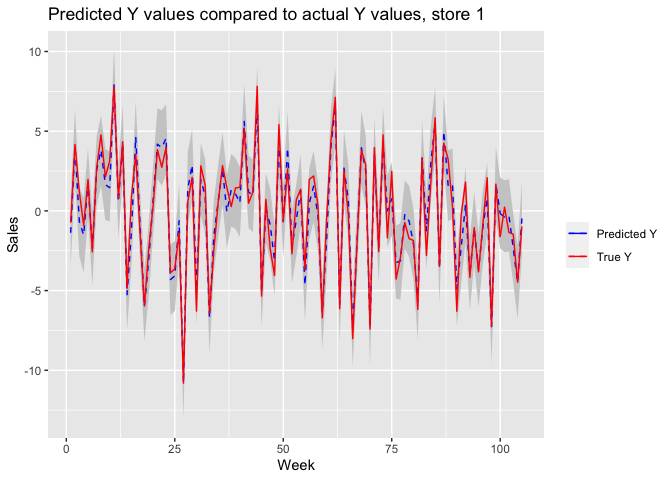 Predicted Y values compared to actual Y values, store 1
10
5
0
-5
-10
Sales
0
25
50
75
100
Week
Predicted Y
True Y